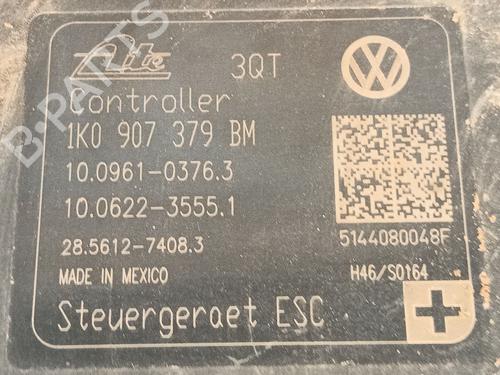 Ate 3QT
Controller
1K0 907 379 BM
10.0961-0376.3
10.0622-3555.1
28.5612-7408.3
5144080048F
MADE IN MEXICO
H46/S0164
Steuergeraet ESC
B-PARTS